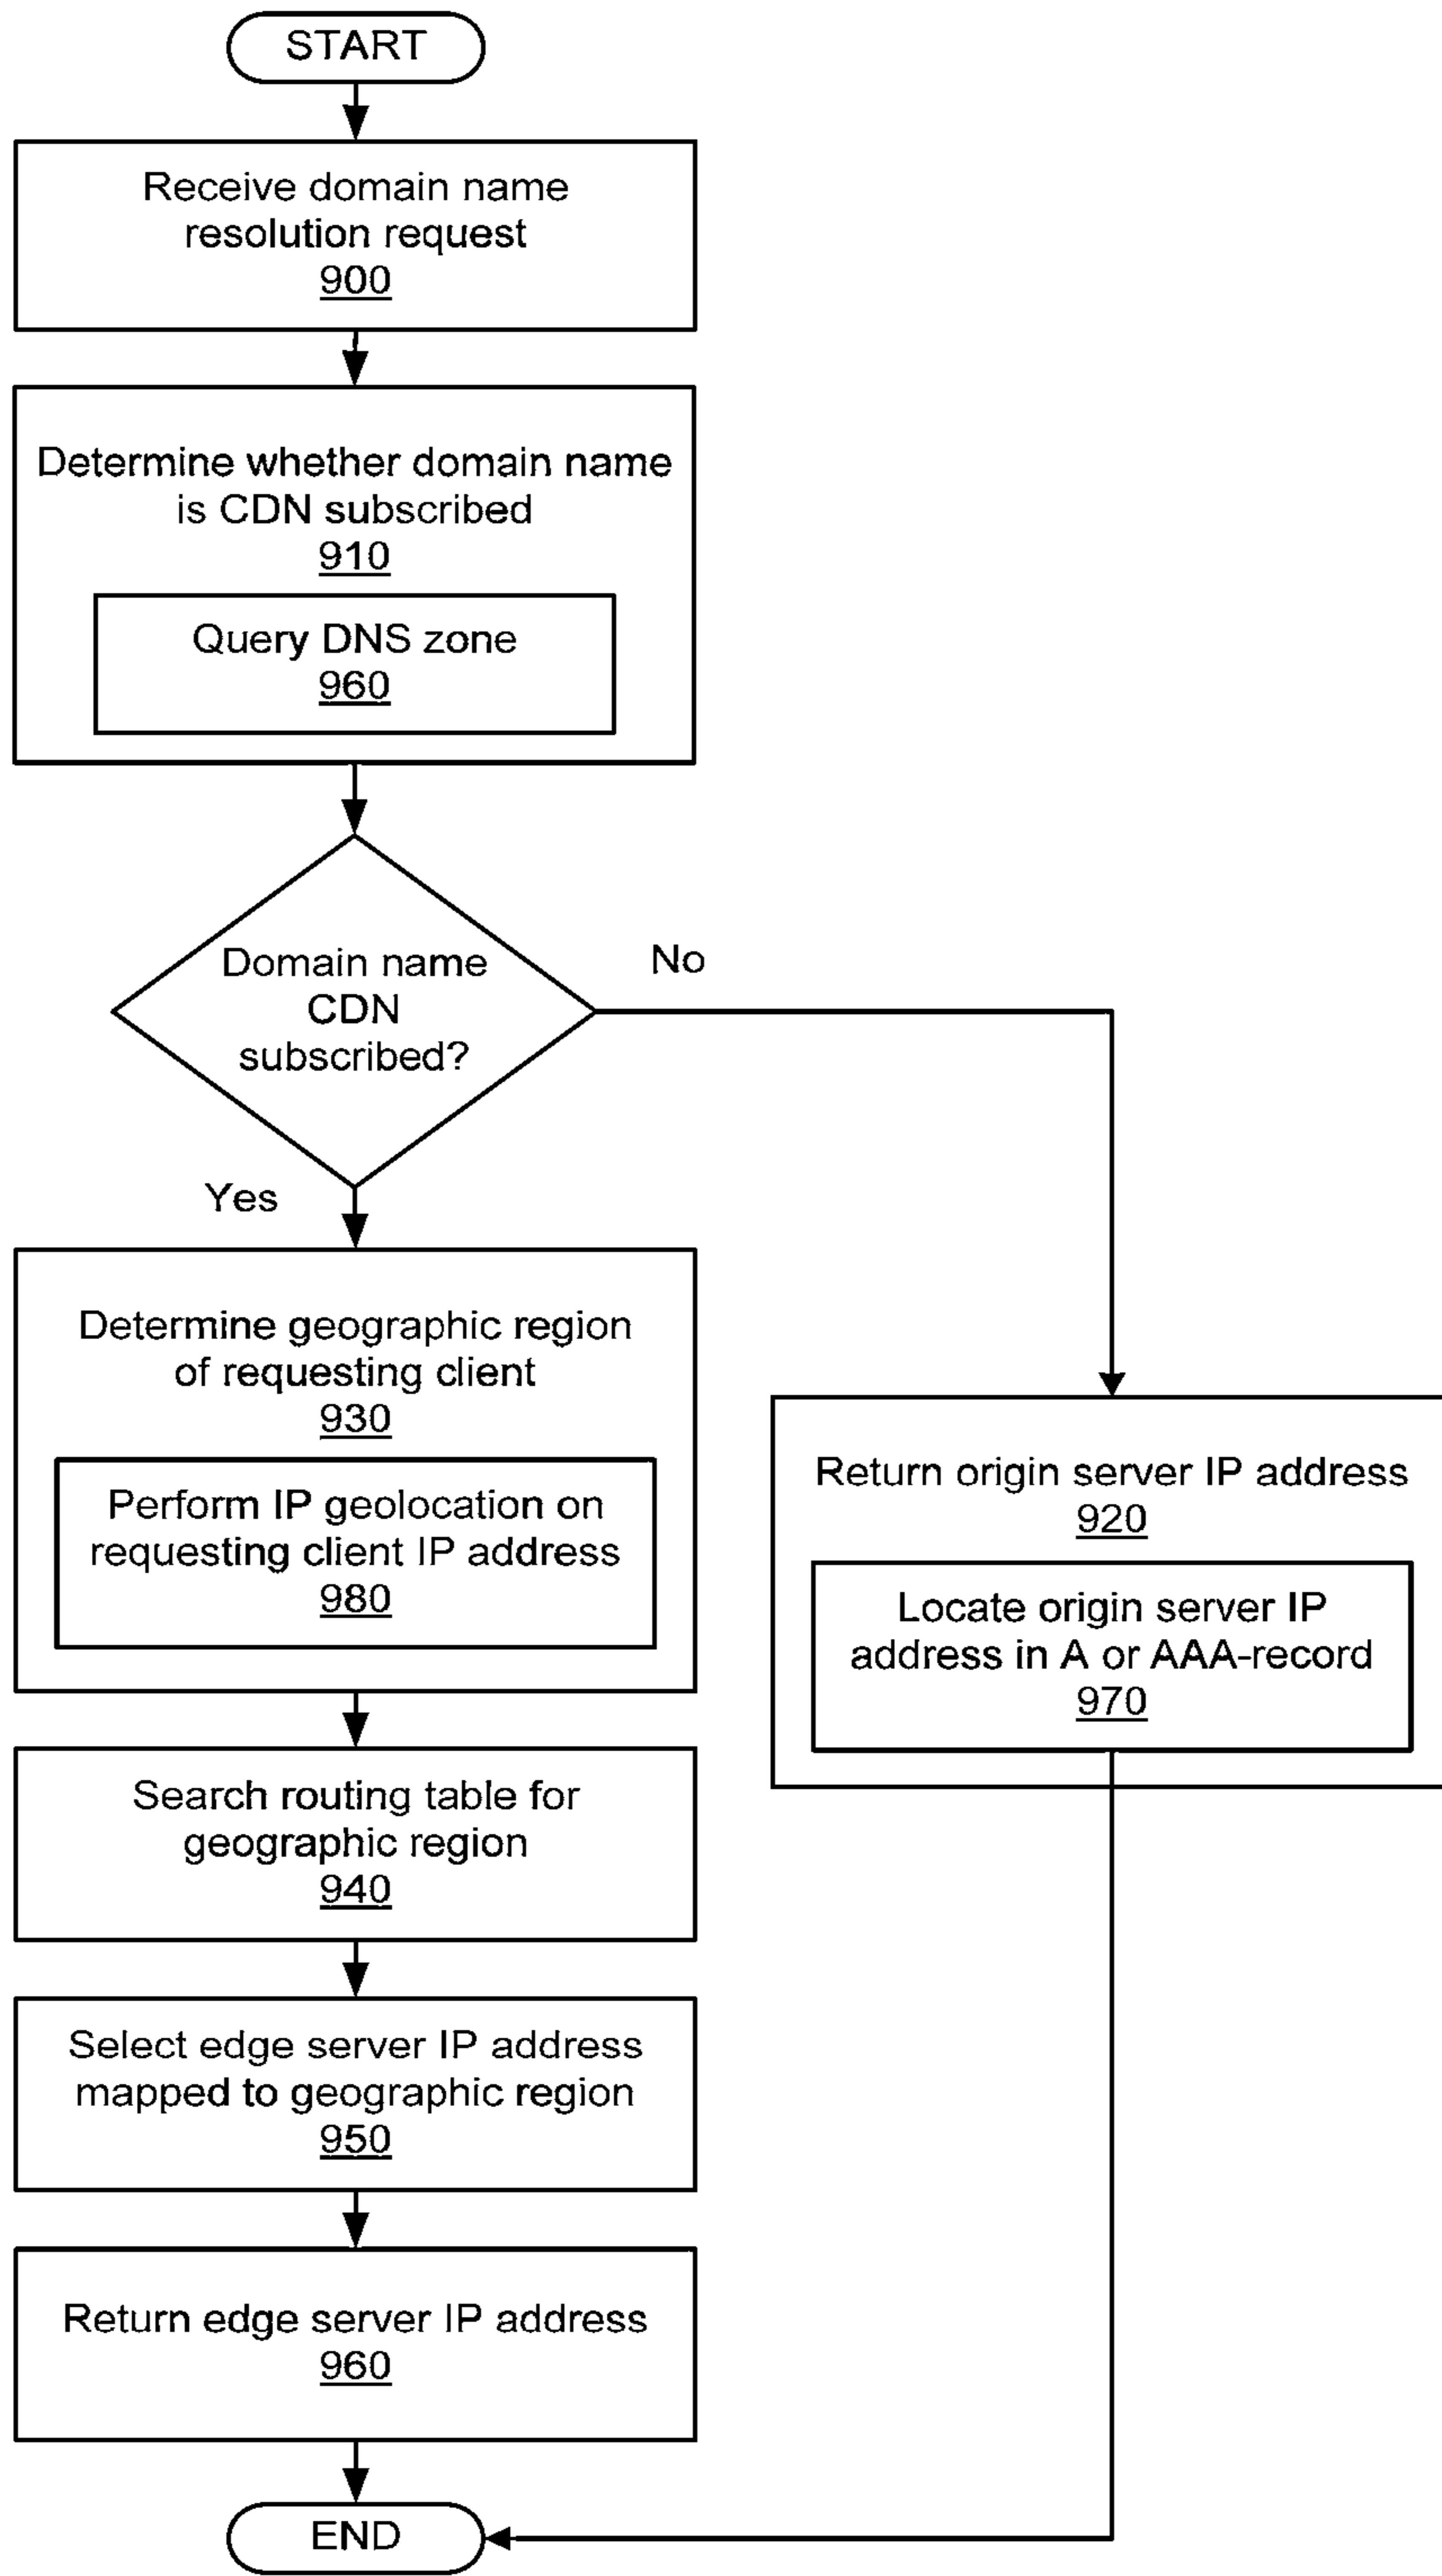 START
Receive domain name
resolution request
900
Determine whether domain name
is CDN subscribed
910
Query DNS zone
960
Domain name
CDN
subscribed?
No
Yes
Determine geographic region
of requesting client
930
Perform IP geolocation on
requesting client IP address
980
Return origin server IP address
920
Locate origin server IP
address in A or AAA-record
970
Search routing table for
geographic region
940
Select edge server IP address
mapped to geographic region
950
Return edge server IP address
960
END